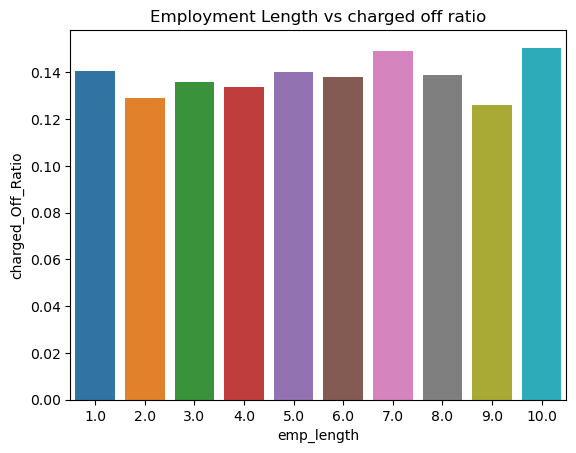 Employment Length vs charged off ratio
charged_Off_Ratio
0.14
0.12
0.10
0.08
0.06
0.04
0.02
0.00
1.0 2.0 3.0 4.0 5.0 6.0 7.0 8.0 9.0 10.0
emp_length